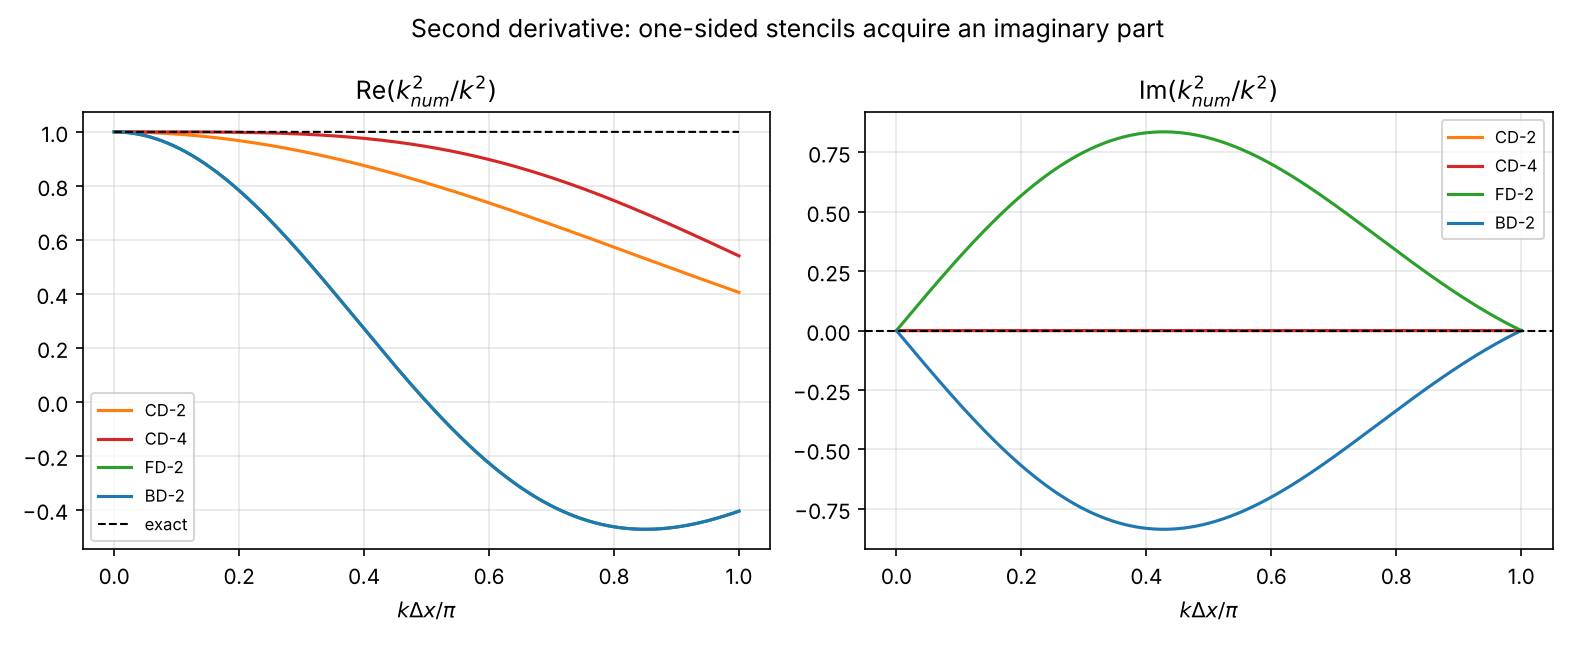 Second derivative: one-sided stencils acquire an imaginary part
Re(k²_num/k²)
1.0
0.8
0.6
0.4
0.2
0.0
−0.2
−0.4
CD-2
CD-4
FD-2
BD-2
exact
0.0 0.2 0.4 0.6 0.8 1.0
kΔx/π
Im(k²_num/k²)
0.75
0.50
0.25
0.00
−0.25
−0.50
−0.75
CD-2
CD-4
FD-2
BD-2
0.0 0.2 0.4 0.6 0.8 1.0
kΔx/π